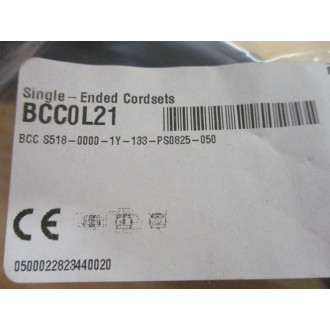 Single-Ended Cordsets
BCC0L21
BCC S518-0000-1Y-133-PS0825-050
CE
0500022823440020